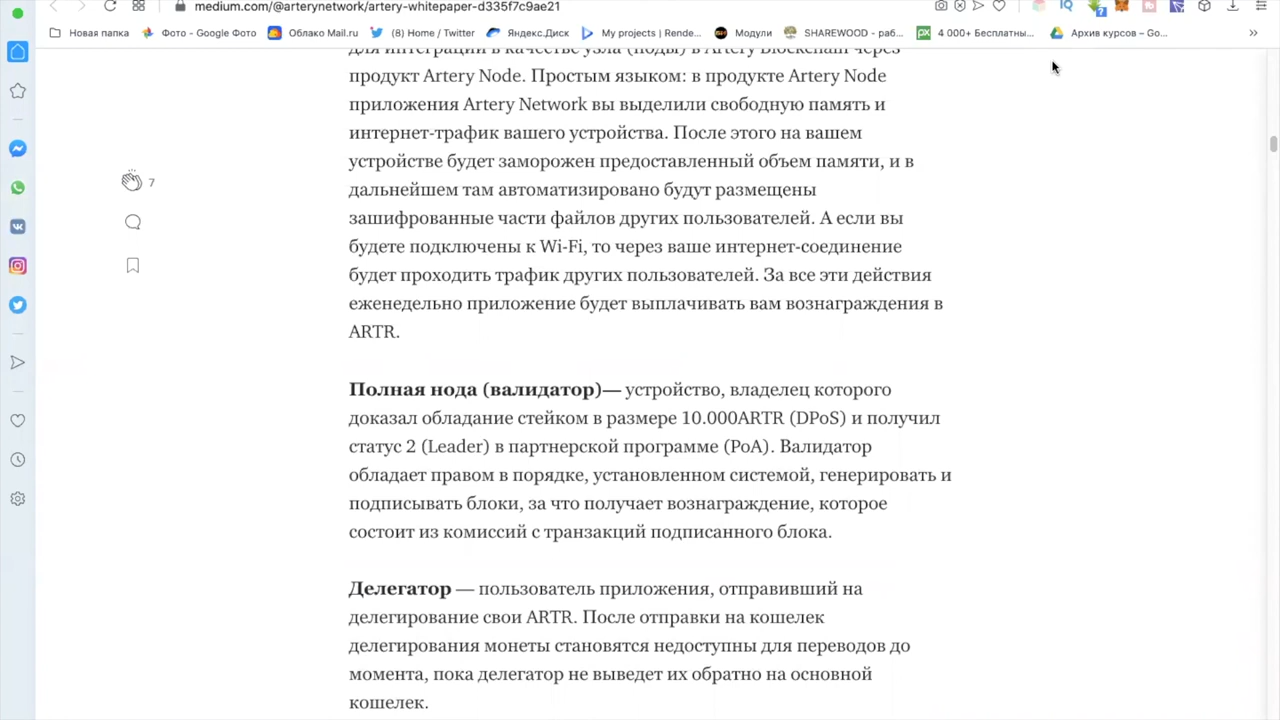 medium.com/@arterynetwork/artery-whitepaper-d335f7c9ae21
Новая папка Фото - Google Фото Облако Mail.ru (8) Home / Twitter Яндекс.Диск My projects | Rende... Модули SHAREWOOD - раб... 4 000+ Бесплатны... Архив курсов – Go...
для интеграции в качестве узла (ноды) в Artery Blockchain через
продукт Artery Node. Простым языком: в продукте Artery Node
приложения Artery Network вы выделили свободную память и
интернет-трафик вашего устройства. После этого на вашем
устройстве будет заморожен предоставленный объем памяти, и в
дальнейшем там автоматизировано будут размещены
зашифрованные части файлов других пользователей. А если вы
будете подключены к Wi-Fi, то через ваше интернет-соединение
будет проходить трафик других пользователей. За все эти действия
еженедельно приложение будет выплачивать вам вознаграждения в
ARTR.
7
Полная нода (валидатор)— устройство, владелец которого
доказал обладание стейком в размере 10.000ARTR (DPoS) и получил
статус 2 (Leader) в партнерской программе (PoA). Валидатор
обладает правом в порядке, установленном системой, генерировать и
подписывать блоки, за что получает вознаграждение, которое
состоит из комиссий с транзакций подписанного блока.
Делегатор — пользователь приложения, отправивший на
делегирование свои ARTR. После отправки на кошелек
делегирования монеты становятся недоступны для переводов до
момента, пока делегатор не выведет их обратно на основной
кошелек.